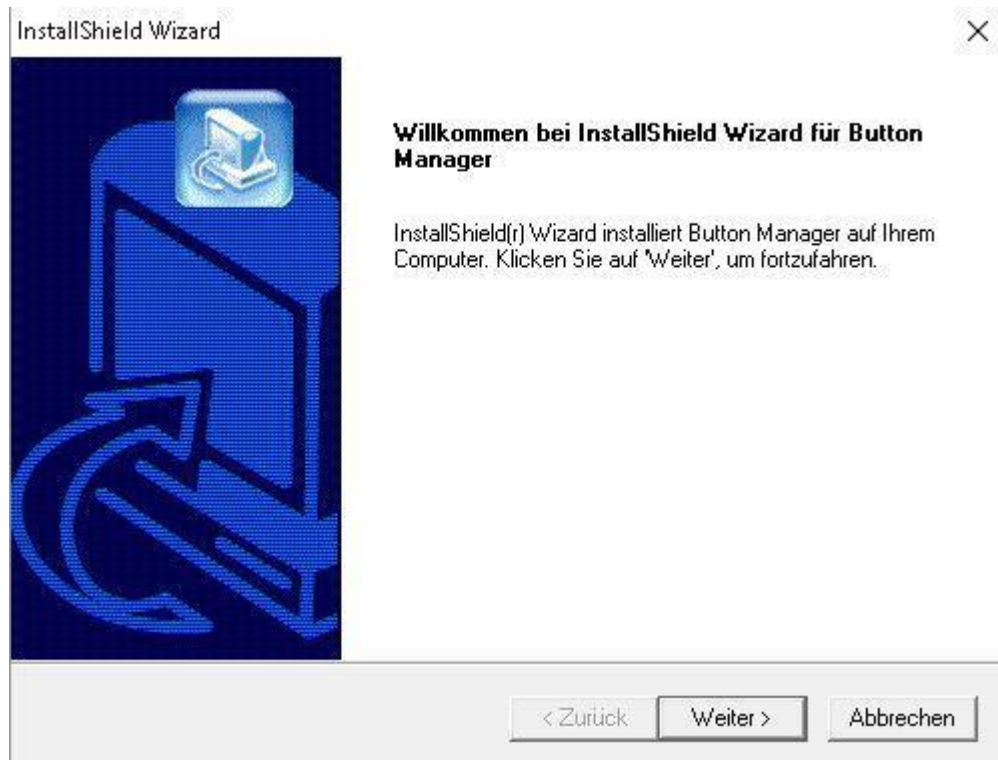 InstallShield Wizard
Willkommen bei InstallShield Wizard für Button
Manager
InstallShield(r) Wizard installiert Button Manager auf Ihrem
Computer. Klicken Sie auf 'Weiter', um fortzufahren.
< Zurück Weiter > Abbrechen